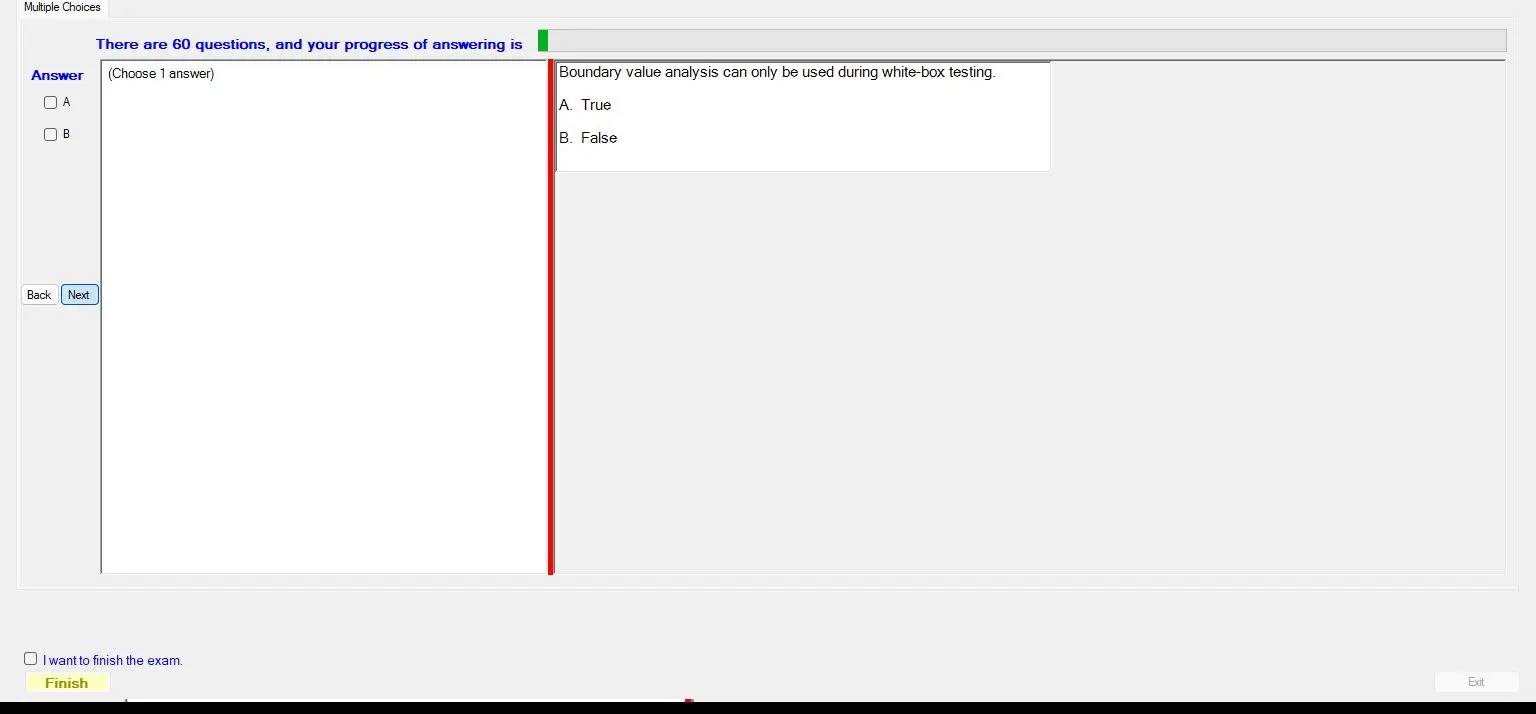 Multiple Choices
There are 60 questions, and your progress of answering is
Answer
(Choose 1 answer)
A
B
Back
Next
Boundary value analysis can only be used during white-box testing.
A. True
B. False
I want to finish the exam.
Finish
Exit